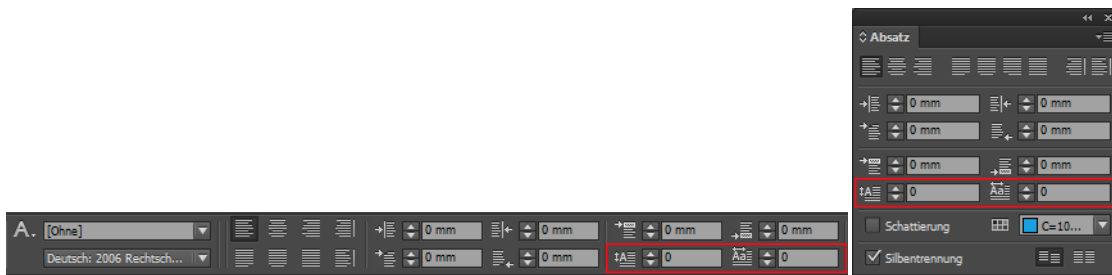 Absatz
0 mm 0 mm
0 mm 0 mm
0 mm 0 mm
0 0
Schattierung C=10...
Silbentrennung
A. [Ohne] 0 mm 0 mm 0 mm 0 mm
Deutsch: 2006 Rechtsch... 0 mm 0 mm 0 0